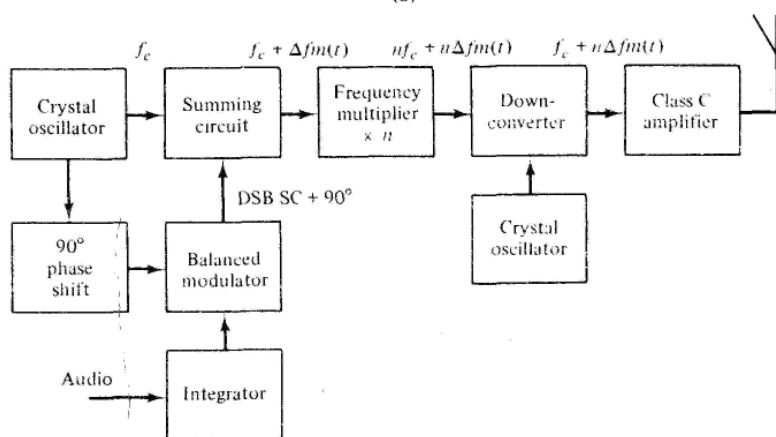 f_c
f_c + Δfm(t)
nf_c + nΔfm(t)
f_c + nΔfm(t)
Crystal
oscillator
Summing
circuit
Frequency
multiplier
× n
Down-
converter
Class C
amplifier
DSB SC + 90°
90°
phase
shift
Balanced
modulator
Crystal
oscillator
Audio
Integrator